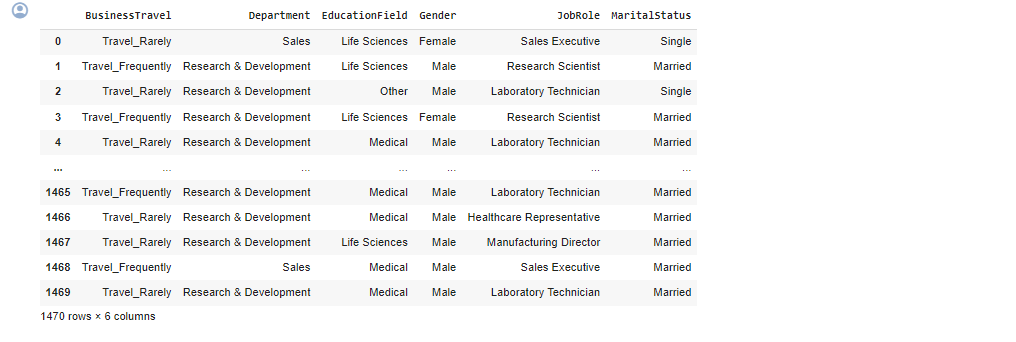 BusinessTravel Department EducationField Gender JobRole MaritalStatus
0 Travel_Rarely Sales Life Sciences Female Sales Executive Single
1 Travel_Frequently Research & Development Life Sciences Male Research Scientist Married
2 Travel_Rarely Research & Development Other Male Laboratory Technician Single
3 Travel_Frequently Research & Development Life Sciences Female Research Scientist Married
4 Travel_Rarely Research & Development Medical Male Laboratory Technician Married
... ... ... ... ... ... ...
1465 Travel_Frequently Research & Development Medical Male Laboratory Technician Married
1466 Travel_Rarely Research & Development Medical Male Healthcare Representative Married
1467 Travel_Rarely Research & Development Life Sciences Male Manufacturing Director Married
1468 Travel_Frequently Sales Medical Male Sales Executive Married
1469 Travel_Rarely Research & Development Medical Male Laboratory Technician Married
1470 rows × 6 columns